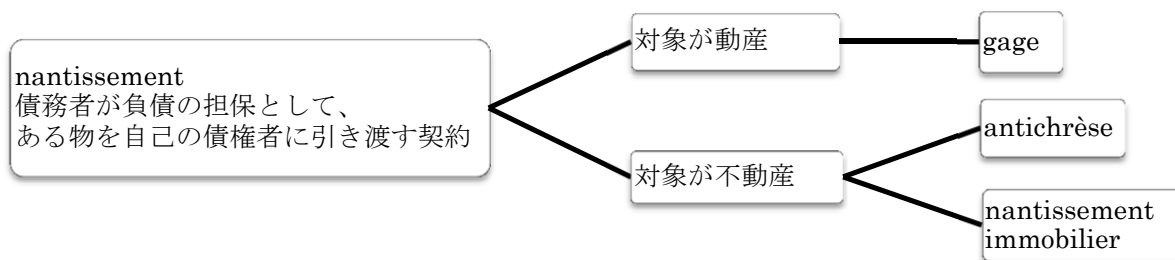 nantissement
債務者が負債の担保として、
ある物を自己の債権者に引き渡す契約
対象が動産
gage
対象が不動産
antichrèse
nantissement
immobilier